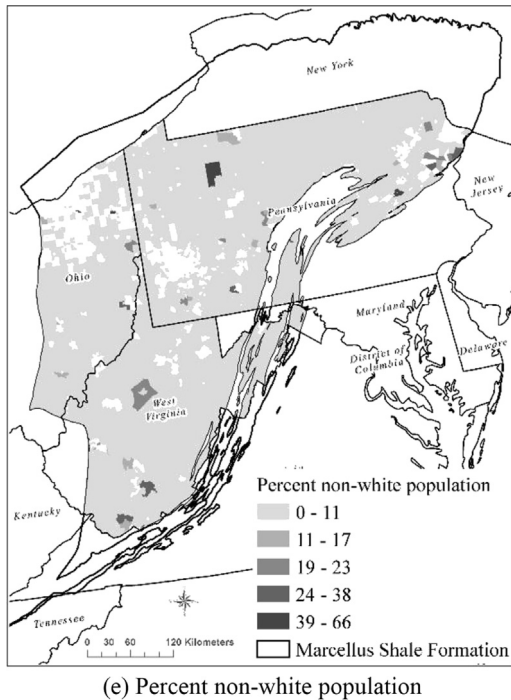 New York
Pennsylvania
New
Jersey
Ohio
Maryland
District of
Columbia
Delaware
West
Virginia
Kentucky
Tennessee
0 30 60 120 Kilometers
Percent non-white population
0 - 11
11 - 17
19 - 23
24 - 38
39 - 66
Marcellus Shale Formation
(e) Percent non-white population